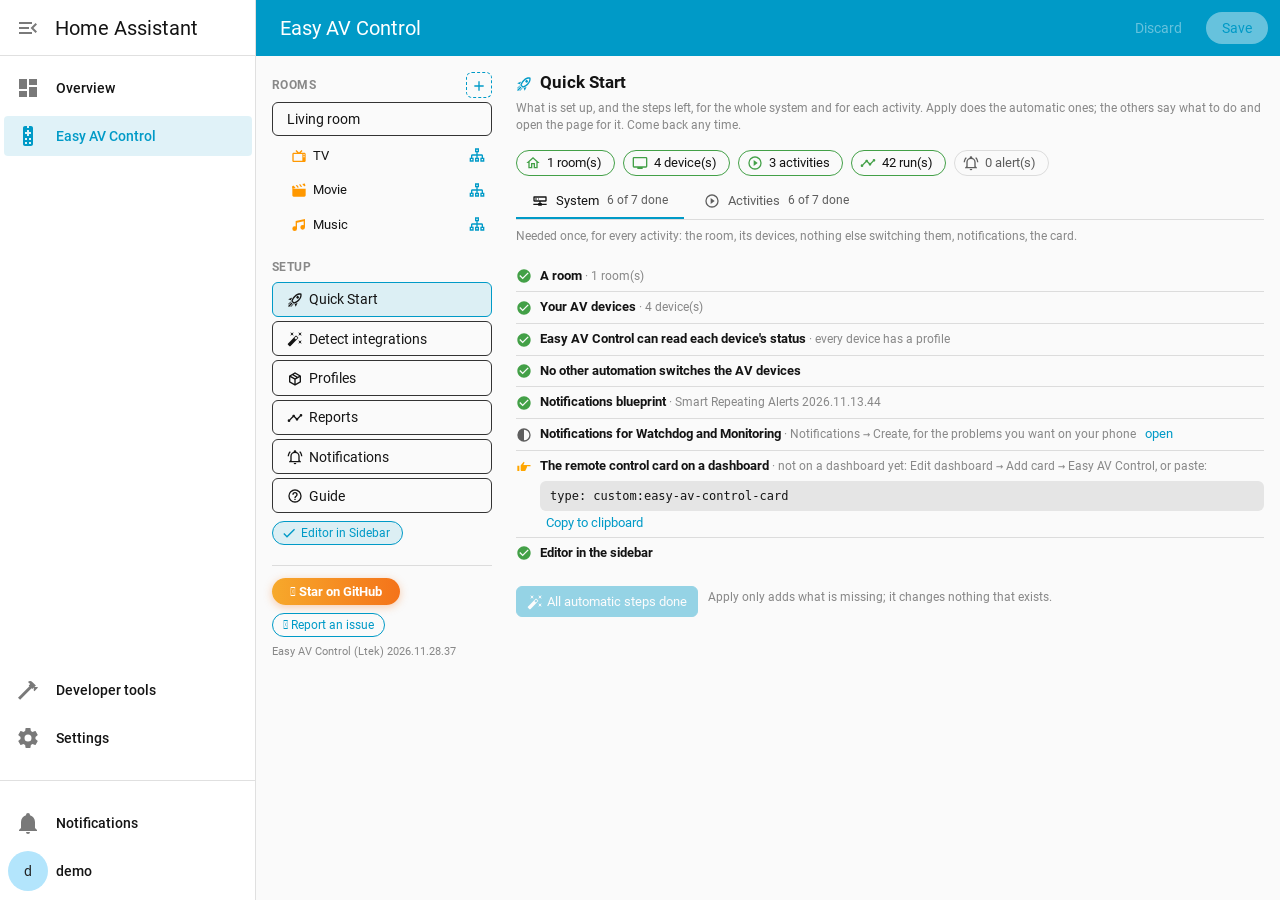 Home Assistant
Easy AV Control
Discard
Save
Overview
Easy AV Control
Developer tools
Settings
Notifications
d
demo
ROOMS
Living room
TV
Movie
Music
SETUP
Quick Start
Detect integrations
Profiles
Reports
Notifications
Guide
Editor in Sidebar
Star on GitHub
Report an issue
Easy AV Control (Ltek) 2026.11.28.37
Quick Start
What is set up, and the steps left, for the whole system and for each activity. Apply does the automatic ones; the others say what to do and
open the page for it. Come back any time.
1 room(s)
4 device(s)
3 activities
42 run(s)
0 alert(s)
System 6 of 7 done
Activities 6 of 7 done
Needed once, for every activity: the room, its devices, nothing else switching them, notifications, the card.
A room · 1 room(s)
Your AV devices · 4 device(s)
Easy AV Control can read each device's status · every device has a profile
No other automation switches the AV devices
Notifications blueprint · Smart Repeating Alerts 2026.11.13.44
Notifications for Watchdog and Monitoring · Notifications → Create, for the problems you want on your phone open
The remote control card on a dashboard · not on a dashboard yet: Edit dashboard → Add card → Easy AV Control, or paste:
type: custom:easy-av-control-card
Copy to clipboard
Editor in the sidebar
All automatic steps done
Apply only adds what is missing; it changes nothing that exists.